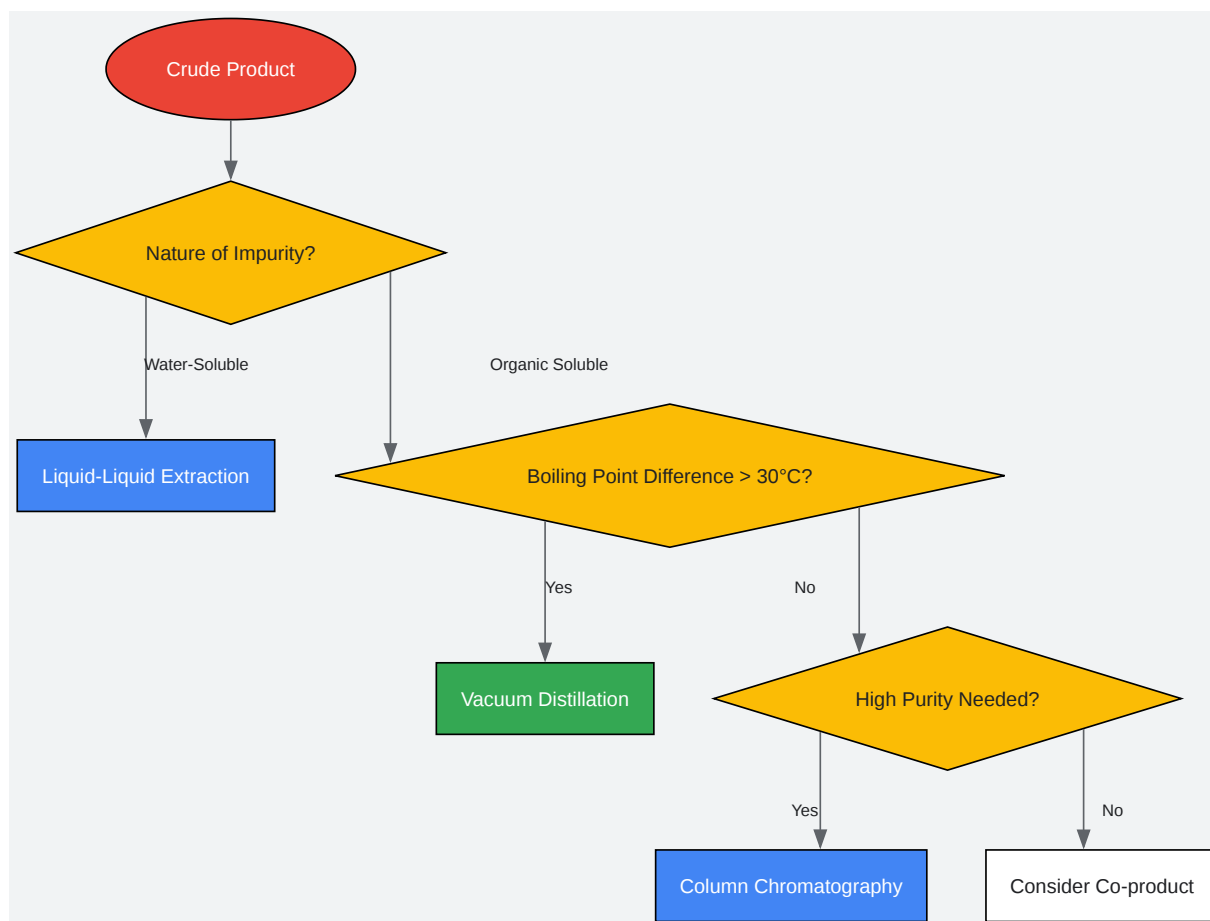 Crude Product
Nature of Impurity?
Water-Soluble
Organic Soluble
Liquid-Liquid Extraction
Boiling Point Difference > 30°C?
Yes
No
Vacuum Distillation
High Purity Needed?
Yes
No
Column Chromatography
Consider Co-product